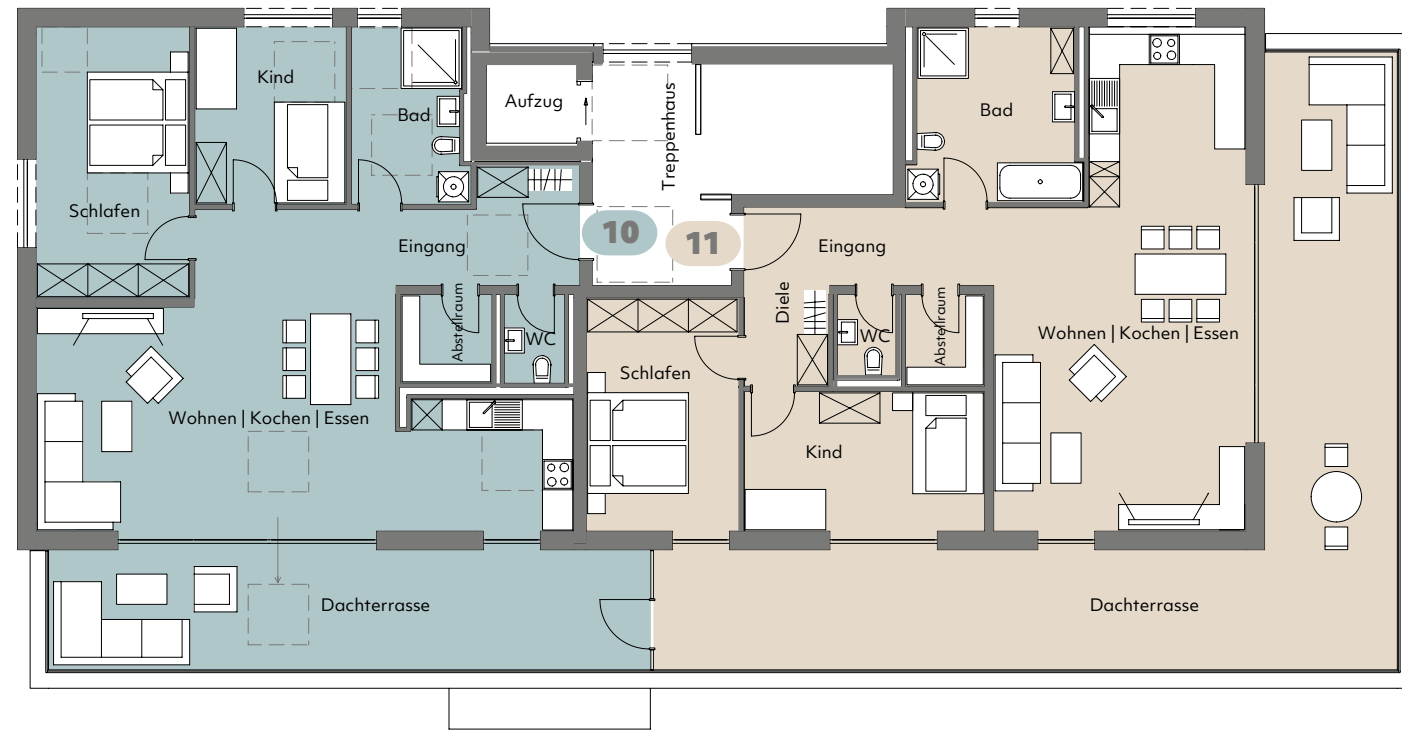 Kind
Bad
Aufzug
Treppenhaus
Bad
Schlafen
10
11
Eingang
Eingang
Diele
Abstellraum
WC
WC
Abstellraum
Wohnen | Kochen | Essen
Schlafen
Wohnen | Kochen | Essen
Kind
Dachterrasse
Dachterrasse